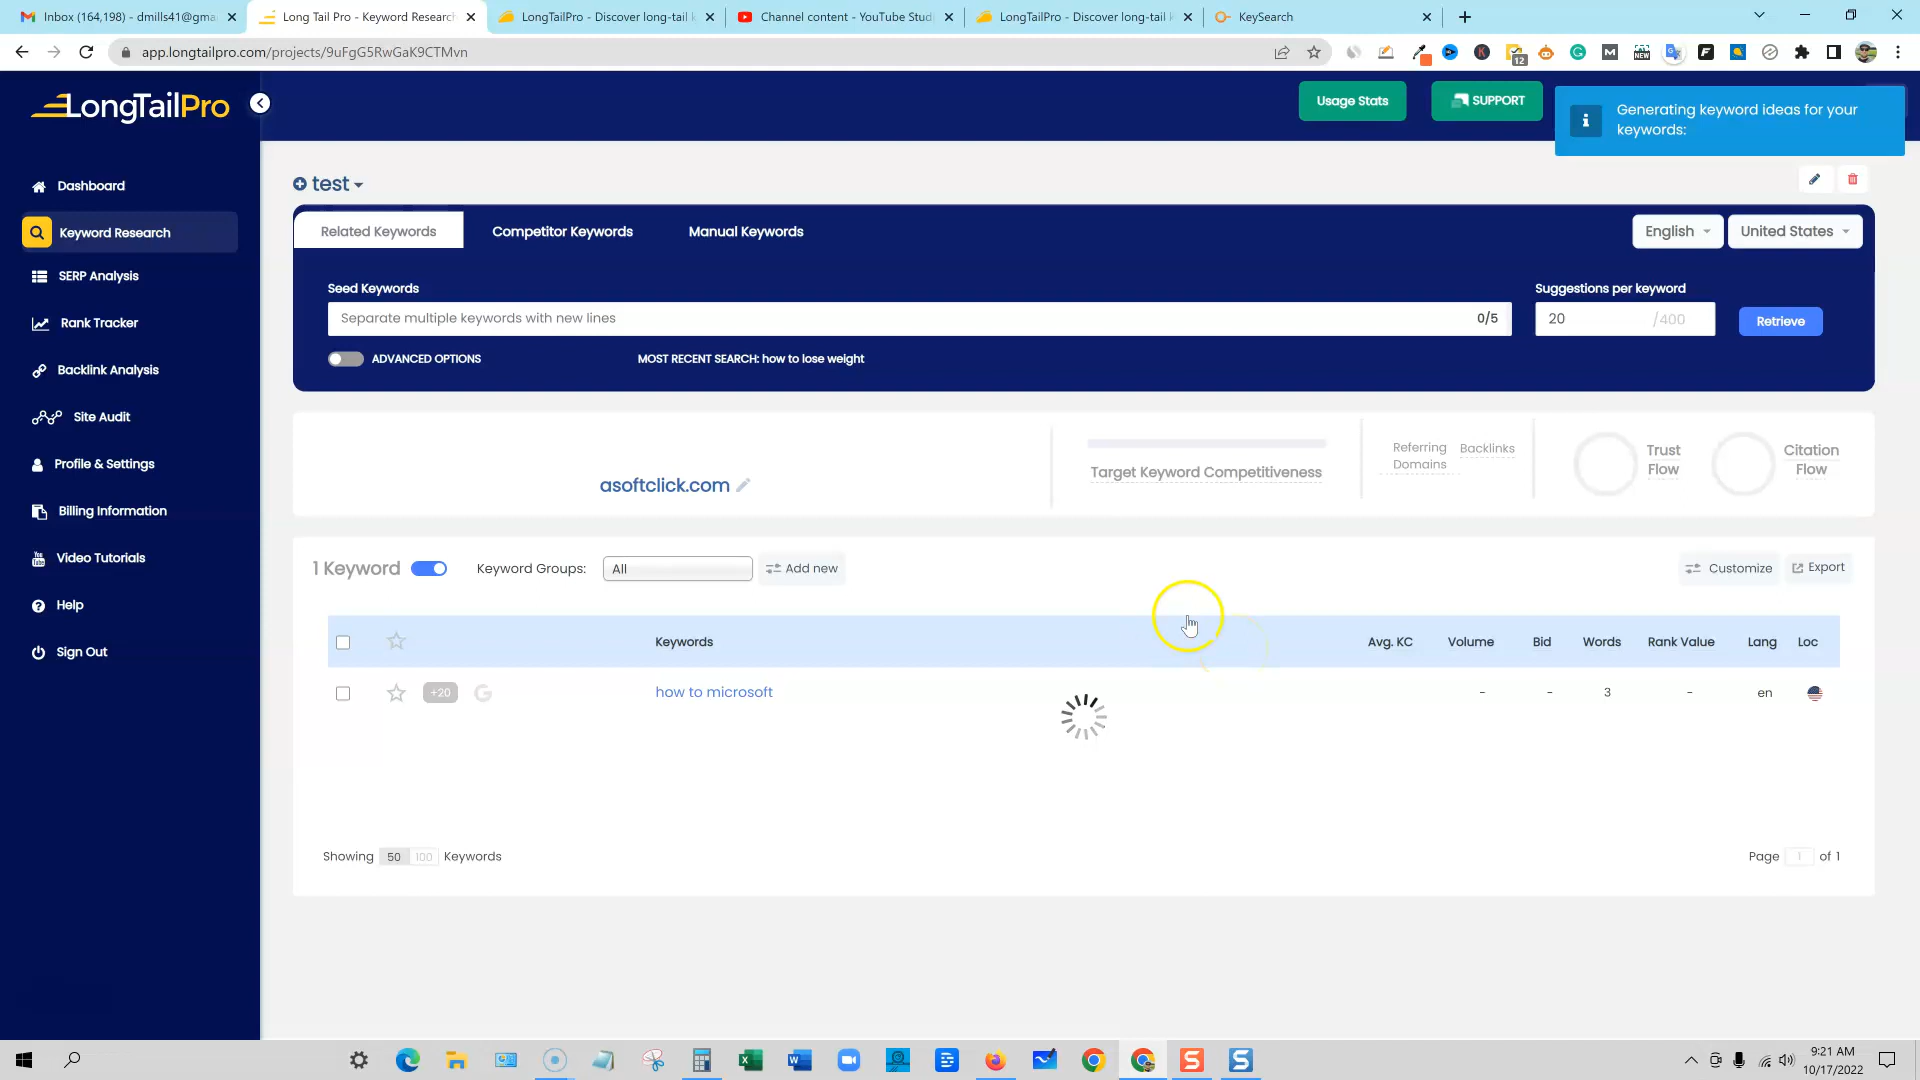 Inbox (164,198) - dmills41@gma
Long Tail Pro - Keyword Research
LongTailPro - Discover long-tail k
Channel content - YouTube Studi
LongTailPro - Discover long-tail k
KeySearch
app.longtailpro.com/projects/9uFgG5RwGaK9CTMvn
12
NEW
LongTailPro
Usage Stats
SUPPORT
Generating keyword ideas for your
keywords:
Dashboard
Keyword Research
SERP Analysis
Rank Tracker
Backlink Analysis
Site Audit
Profile & Settings
Billing Information
Video Tutorials
Help
Sign Out
test
Related Keywords
Competitor Keywords
Manual Keywords
English
United States
Seed Keywords
Suggestions per keyword
Separate multiple keywords with new lines
0/5
20
/400
Retrieve
ADVANCED OPTIONS
MOST RECENT SEARCH: how to lose weight
asoftclick.com
Target Keyword Competitiveness
Referring
Domains
Backlinks
Trust
Flow
Citation
Flow
1 Keyword
Keyword Groups:
All
Add new
Customize
Export
Keywords
Avg. KC
Volume
Bid
Words
Rank Value
Lang
Loc
+20
how to microsoft
-
-
3
-
en
Showing
50
100
Keywords
Page
1
of 1
9:21 AM
10/17/2022